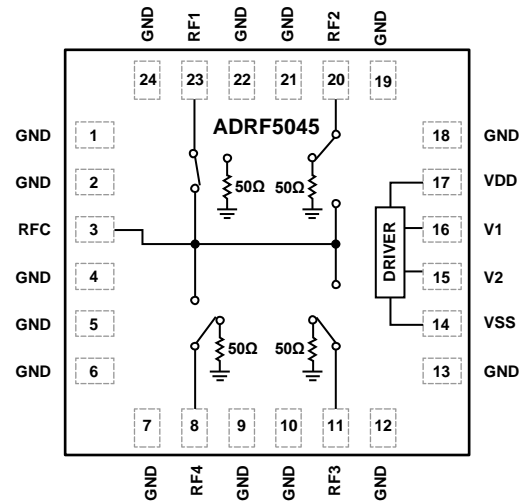 GND RF1 GND GND RF2 GND
24 23 22 21 20 19
ADRF5045
GND 1
GND 2
RFC 3
GND 4
GND 5
GND 6
18 GND
17 VDD
16 V1
15 V2
14 VSS
13 GND
50Ω 50Ω
DRIVER
50Ω 50Ω
7 8 9 10 11 12
GND RF4 GND GND RF3 GND